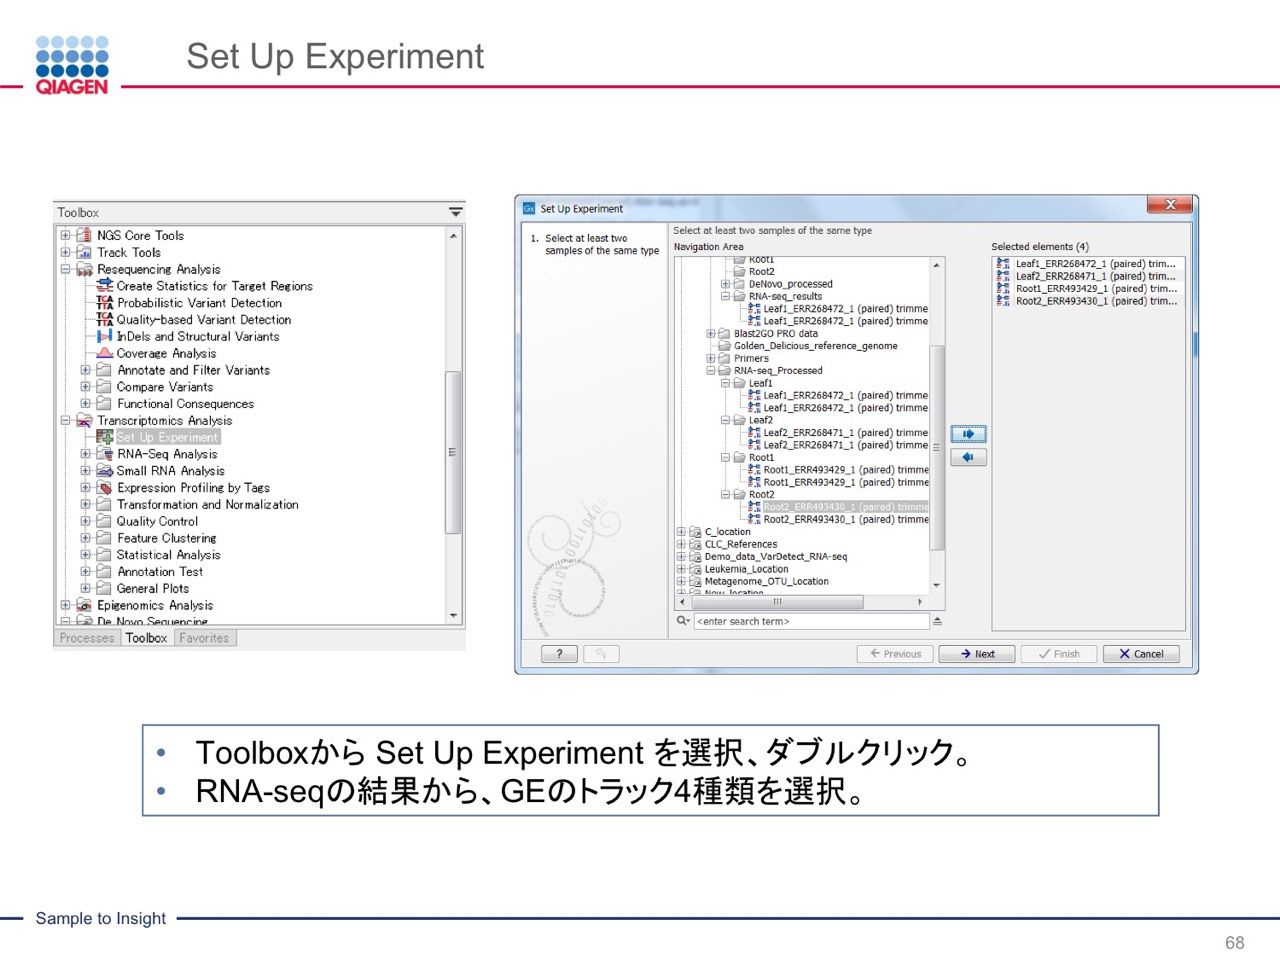 QIAGEN
Set Up Experiment
Toolbox
NGS Core Tools
Track Tools
Resequencing Analysis
Create Statistics for Target Regions
Probabilistic Variant Detection
Quality-based Variant Detection
InDels and Structural Variants
Coverage Analysis
Annotate and Filter Variants
Compare Variants
Functional Consequences
Transcriptomics Analysis
Set Up Experiment
RNA-Seq Analysis
Small RNA Analysis
Expression Profiling by Tags
Transformation and Normalization
Quality Control
Feature Clustering
Statistical Analysis
Annotation Test
General Plots
Epigenomics Analysis
De Novo Sequencing
Processes Toolbox Favorites
Gx Set Up Experiment
1. Select at least two
samples of the same type
Select at least two samples of the same type
Navigation Area
Root1
Root2
DeNovo_processed
RNA-seq_results
Leaf1_ERR268472_1 (paired) trimme
Leaf1_ERR268472_1 (paired) trimme
Blast2GO PRO data
Golden_Delicious_reference_genome
Primers
RNA-seq_Processed
Leaf1
Leaf1_ERR268472_1 (paired) trimme
Leaf1_ERR268472_1 (paired) trimme
Leaf2
Leaf2_ERR268471_1 (paired) trimme
Leaf2_ERR268471_1 (paired) trimme
Root1
Root1_ERR493429_1 (paired) trimme
Root1_ERR493429_1 (paired) trimme
Root2
Root2_ERR493430_1 (paired) trimme
Root2_ERR493430_1 (paired) trimme
C_location
CLC_References
Demo_data_VarDetect_RNA-seq
Leukemia_Location
Metagenome_OTU_Location
New_location
<enter search term>
Selected elements (4)
Leaf1_ERR268472_1 (paired) trim...
Leaf2_ERR268471_1 (paired) trim...
Root1_ERR493429_1 (paired) trim...
Root2_ERR493430_1 (paired) trim...
? Previous Next Finish Cancel
• Toolboxから Set Up Experiment を選択、ダブルクリック。
• RNA-seqの結果から、GEのトラック4種類を選択。
Sample to Insight
68